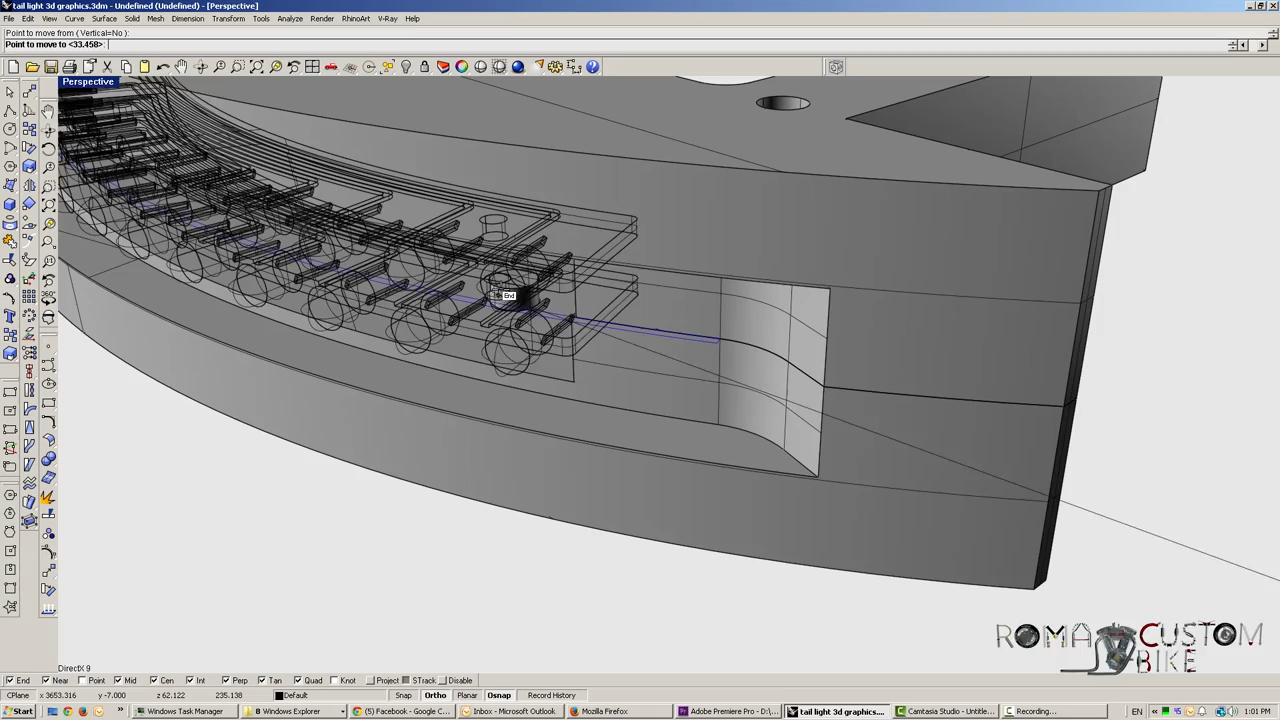 tail light 3d graphics.3dm - Undefined (Undefined) - [Perspective]
File Edit View Curve Surface Solid Mesh Dimension Transform Tools Analyze Render RhinoArt V-Ray Help
Point to move from ( Vertical=No ):
Point to move to <33.458>:
Perspective
End
ROMA CUSTOM
BIKE
DirectX 9
End Near Point Mid Cen Int Perp Tan Quad Knot Project STrack Disable
CPlane x 3653.316 y -7.000 z 62.122 235.138 Default Snap Ortho Planar Osnap Record History
Start Windows Task Manager 8 Windows Explorer (5) Facebook - Google C... Inbox - Microsoft Outlook Mozilla Firefox Adobe Premiere Pro - D:\... tail light 3d graphics.... Camtasia Studio - Untitle... Recording... EN 1:01 PM